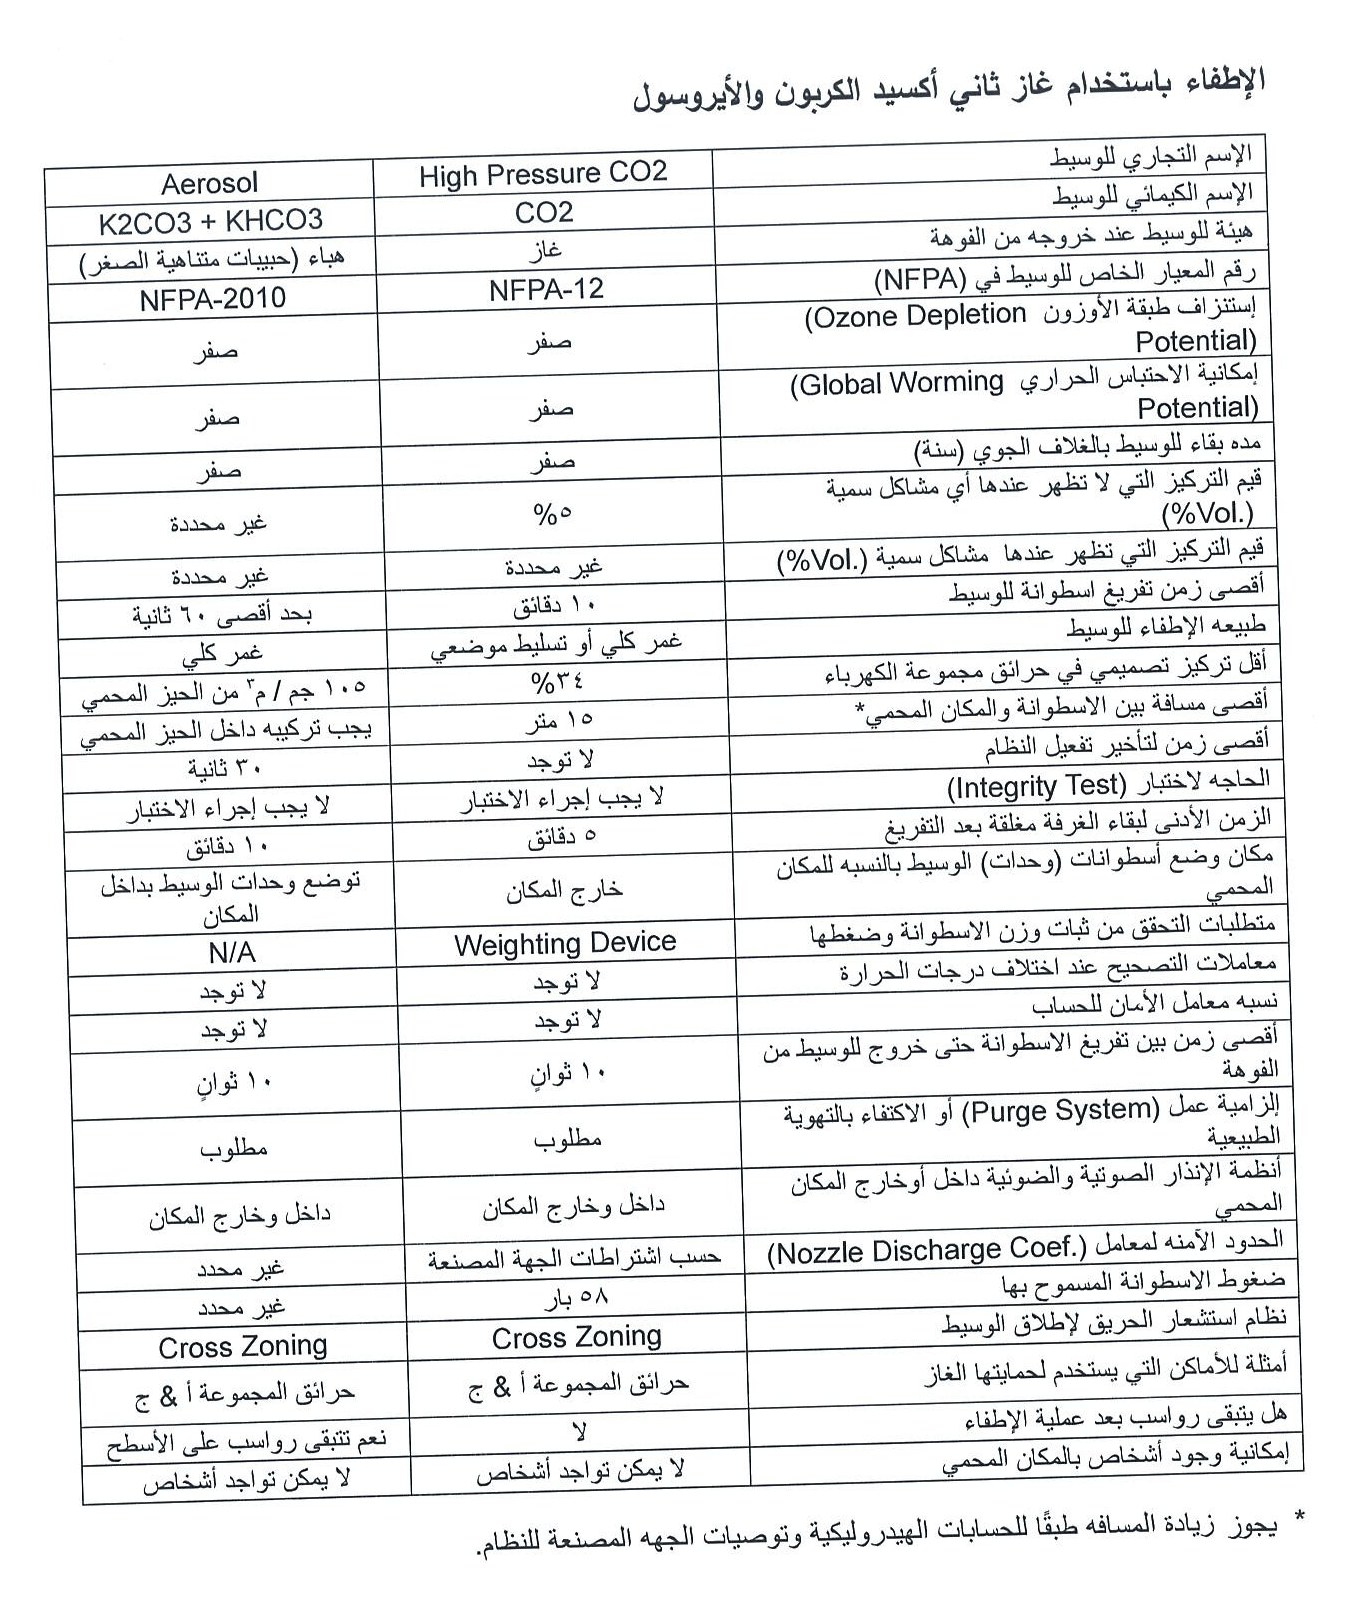 الإطفاء باستخدام غاز ثاني أكسيد الكربون والأيروسول
الإسم التجاري للوسيط High Pressure CO2 Aerosol
الإسم الكيمائي للوسيط CO2 K2CO3 + KHCO3
هيئة للوسيط عند خروجه من الفوهة غاز هباء (حبيبات متناهية الصغر)
رقم المعيار الخاص للوسيط في (NFPA) NFPA-12 NFPA-2010
إستنزاف طبقة الأوزون (Ozone Depletion
Potential) صفر صفر
إمكانية الاحتباس الحراري (Global Worming
Potential) صفر صفر
مده بقاء للوسيط بالغلاف الجوي (سنة) صفر صفر
قيم التركيز التي لا تظهر عندها أي مشاكل سمية
(%Vol.) ٥% غير محددة
قيم التركيز التي تظهر عندها مشاكل سمية (%Vol.) غير محددة غير محددة
أقصى زمن تفريغ اسطوانة للوسيط ١٠ دقائق بحد أقصى ٦٠ ثانية
طبيعه الإطفاء للوسيط غمر كلي أو تسليط موضعي غمر كلي
أقل تركيز تصميمي في حرائق مجموعة الكهرباء ٣٤% ١٠٥ جم / م٣ من الحيز المحمي
أقصى مسافة بين الاسطوانة والمكان المحمي* ١٥ متر يجب تركيبه داخل الحيز المحمي
أقصى زمن لتأخير تفعيل النظام لا توجد ٣٠ ثانية
الحاجه لاختبار (Integrity Test) لا يجب إجراء الاختبار لا يجب إجراء الاختبار
الزمن الأدنى لبقاء الغرفة مغلقة بعد التفريغ ٥ دقائق ١٠ دقائق
مكان وضع أسطوانات (وحدات) الوسيط بالنسبه للمكان
المحمي خارج المكان توضع وحدات الوسيط بداخل
المكان
متطلبات التحقق من ثبات وزن الاسطوانة وضغطها Weighting Device N/A
معاملات التصحيح عند اختلاف درجات الحرارة لا توجد لا توجد
نسبه معامل الأمان للحساب لا توجد لا توجد
أقصى زمن بين تفريغ الاسطوانة حتى خروج للوسيط من
الفوهة ١٠ ثوانٍ ١٠ ثوانٍ
إلزامية عمل (Purge System) أو الاكتفاء بالتهوية
الطبيعية مطلوب مطلوب
أنظمة الإنذار الصوتية والضوئية داخل أوخارج المكان
المحمي داخل وخارج المكان داخل وخارج المكان
الحدود الآمنه لمعامل (Nozzle Discharge Coef.) حسب اشتراطات الجهة المصنعة غير محدد
ضغوط الاسطوانة المسموح بها ٥٨ بار غير محدد
نظام استشعار الحريق لإطلاق الوسيط Cross Zoning Cross Zoning
أمثلة للأماكن التي يستخدم لحمايتها الغاز حرائق المجموعة أ & ج حرائق المجموعة أ & ج
هل يتبقى رواسب بعد عملية الإطفاء لا نعم تتبقى رواسب على الأسطح
إمكانية وجود أشخاص بالمكان المحمي لا يمكن تواجد أشخاص لا يمكن تواجد أشخاص
* يجوز زيادة المسافه طبقًا للحسابات الهيدروليكية وتوصيات الجهه المصنعة للنظام.